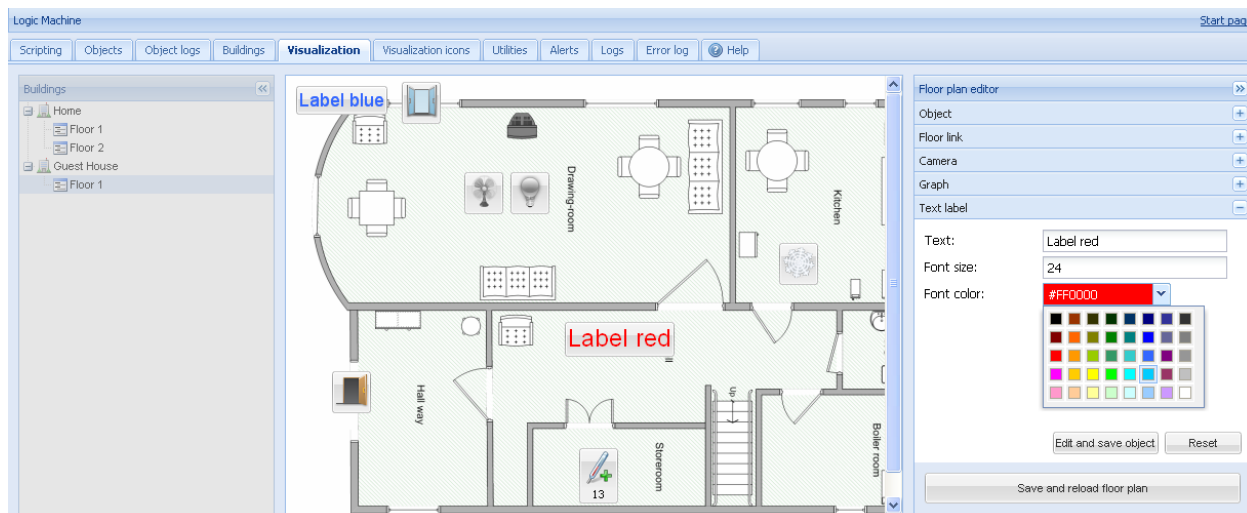 Logic Machine
Start pag
Scripting
Objects
Object logs
Buildings
Visualization
Visualization icons
Utilities
Alerts
Logs
Error log
Help
Buildings
Home
Floor 1
Floor 2
Guest House
Floor 1
Label blue
Drawing-room
Kitchen
Label red
Hall way
Up
Storeroom
Boiler room
13
Floor plan editor
Object
Floor link
Camera
Graph
Text label
Text:
Label red
Font size:
24
Font color:
#FF0000
Edit and save object
Reset
Save and reload floor plan